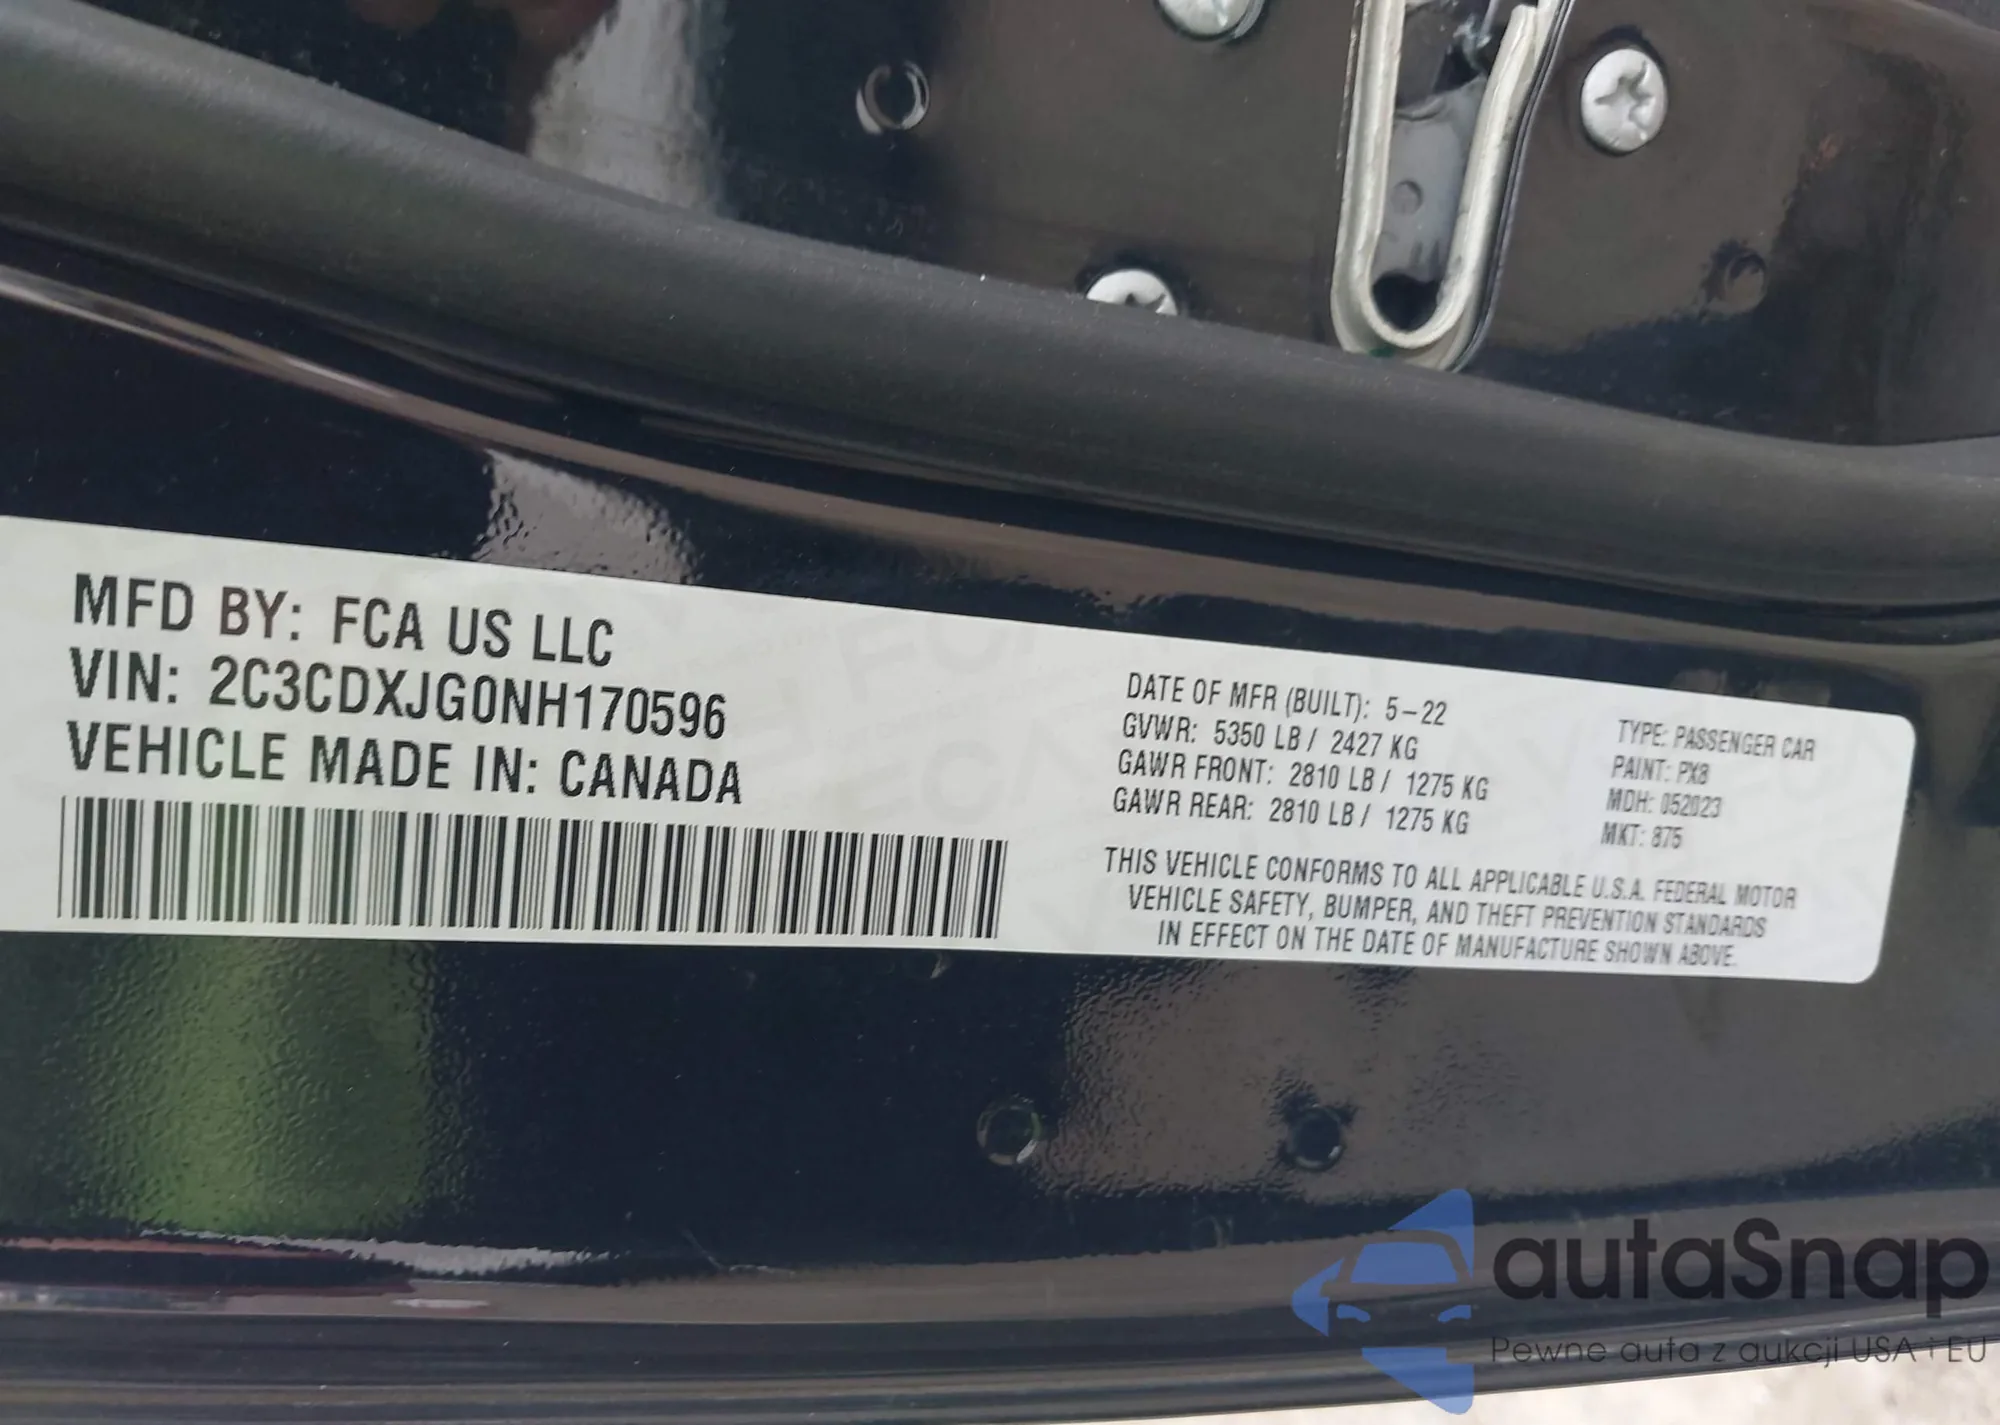 MFD BY: FCA US LLC
VIN: 2C3CDXJG0NH170596
VEHICLE MADE IN: CANADA
DATE OF MFR (BUILT): 5-22
GVWR: 5350 LB / 2427 KG
GAWR FRONT: 2810 LB / 1275 KG
GAWR REAR: 2810 LB / 1275 KG
TYPE: PASSENGER CAR
PAINT: PX8
MDH: 052023
MKT: 875
THIS VEHICLE CONFORMS TO ALL APPLICABLE U.S.A. FEDERAL MOTOR
VEHICLE SAFETY, BUMPER, AND THEFT PREVENTION STANDARDS
IN EFFECT ON THE DATE OF MANUFACTURE SHOWN ABOVE.
autaSnap
Pewne auta z aukcji USA i EU